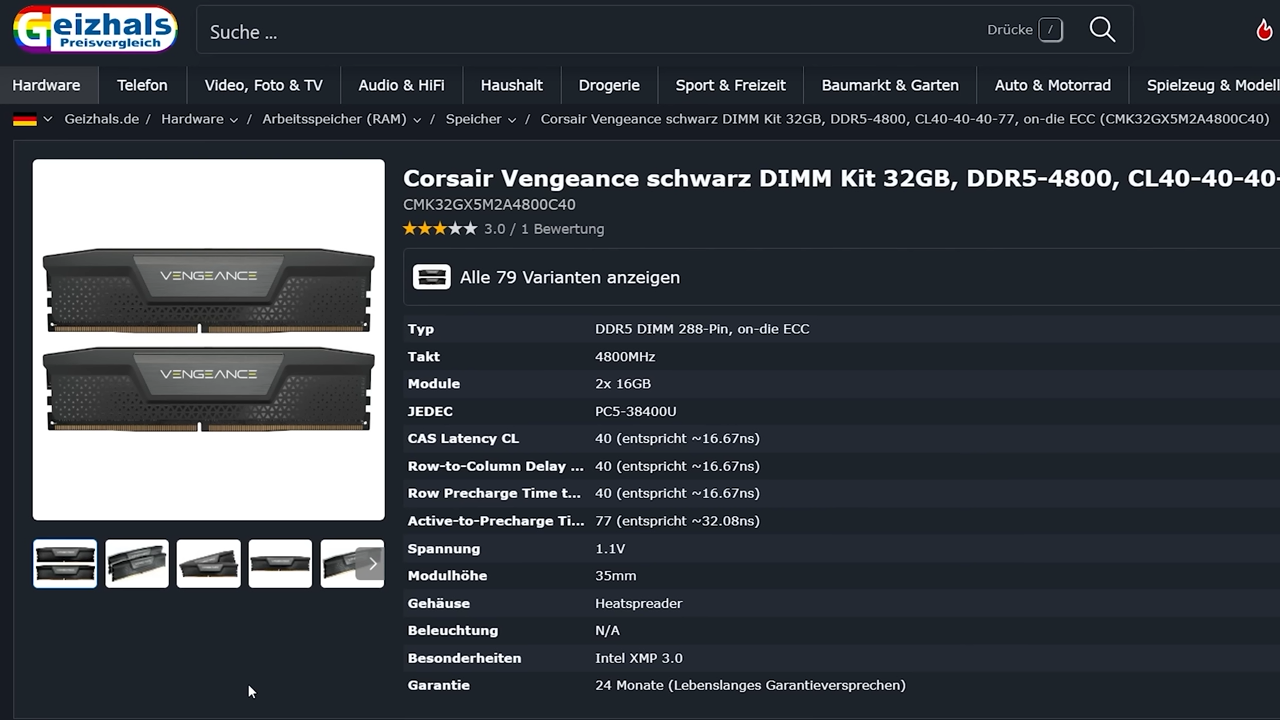 Geizhals
Preisvergleich
Suche ...
Drücke /
Hardware Telefon Video, Foto & TV Audio & HiFi Haushalt Drogerie Sport & Freizeit Baumarkt & Garten Auto & Motorrad Spielzeug & Modell
Geizhals.de / Hardware / Arbeitsspeicher (RAM) / Speicher / Corsair Vengeance schwarz DIMM Kit 32GB, DDR5-4800, CL40-40-40-77, on-die ECC (CMK32GX5M2A4800C40)
VENGEANCE
VENGEANCE
Corsair Vengeance schwarz DIMM Kit 32GB, DDR5-4800, CL40-40-40-
CMK32GX5M2A4800C40
3.0 / 1 Bewertung
Alle 79 Varianten anzeigen
Typ DDR5 DIMM 288-Pin, on-die ECC
Takt 4800MHz
Module 2x 16GB
JEDEC PC5-38400U
CAS Latency CL 40 (entspricht ~16.67ns)
Row-to-Column Delay ... 40 (entspricht ~16.67ns)
Row Precharge Time t... 40 (entspricht ~16.67ns)
Active-to-Precharge Ti... 77 (entspricht ~32.08ns)
Spannung 1.1V
Modulhöhe 35mm
Gehäuse Heatspreader
Beleuchtung N/A
Besonderheiten Intel XMP 3.0
Garantie 24 Monate (Lebenslanges Garantieversprechen)